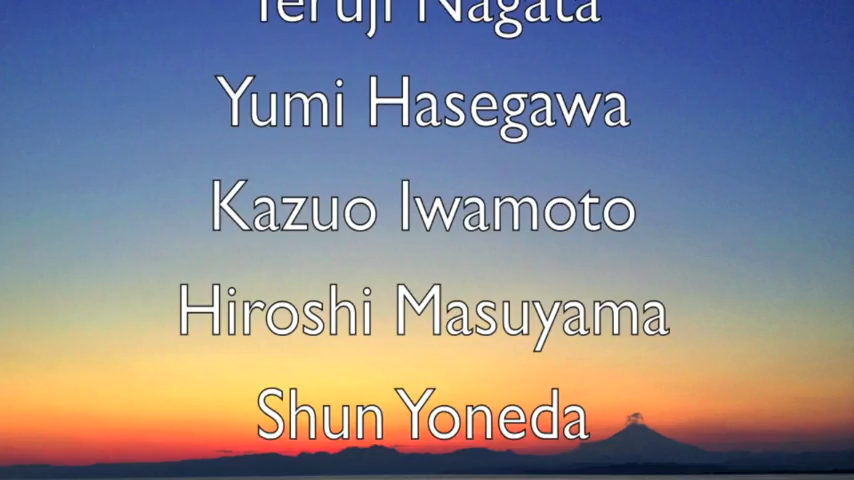 Teruji Nagata
Yumi Hasegawa
Kazuo Iwamoto
Hiroshi Masuyama
Shun Yoneda